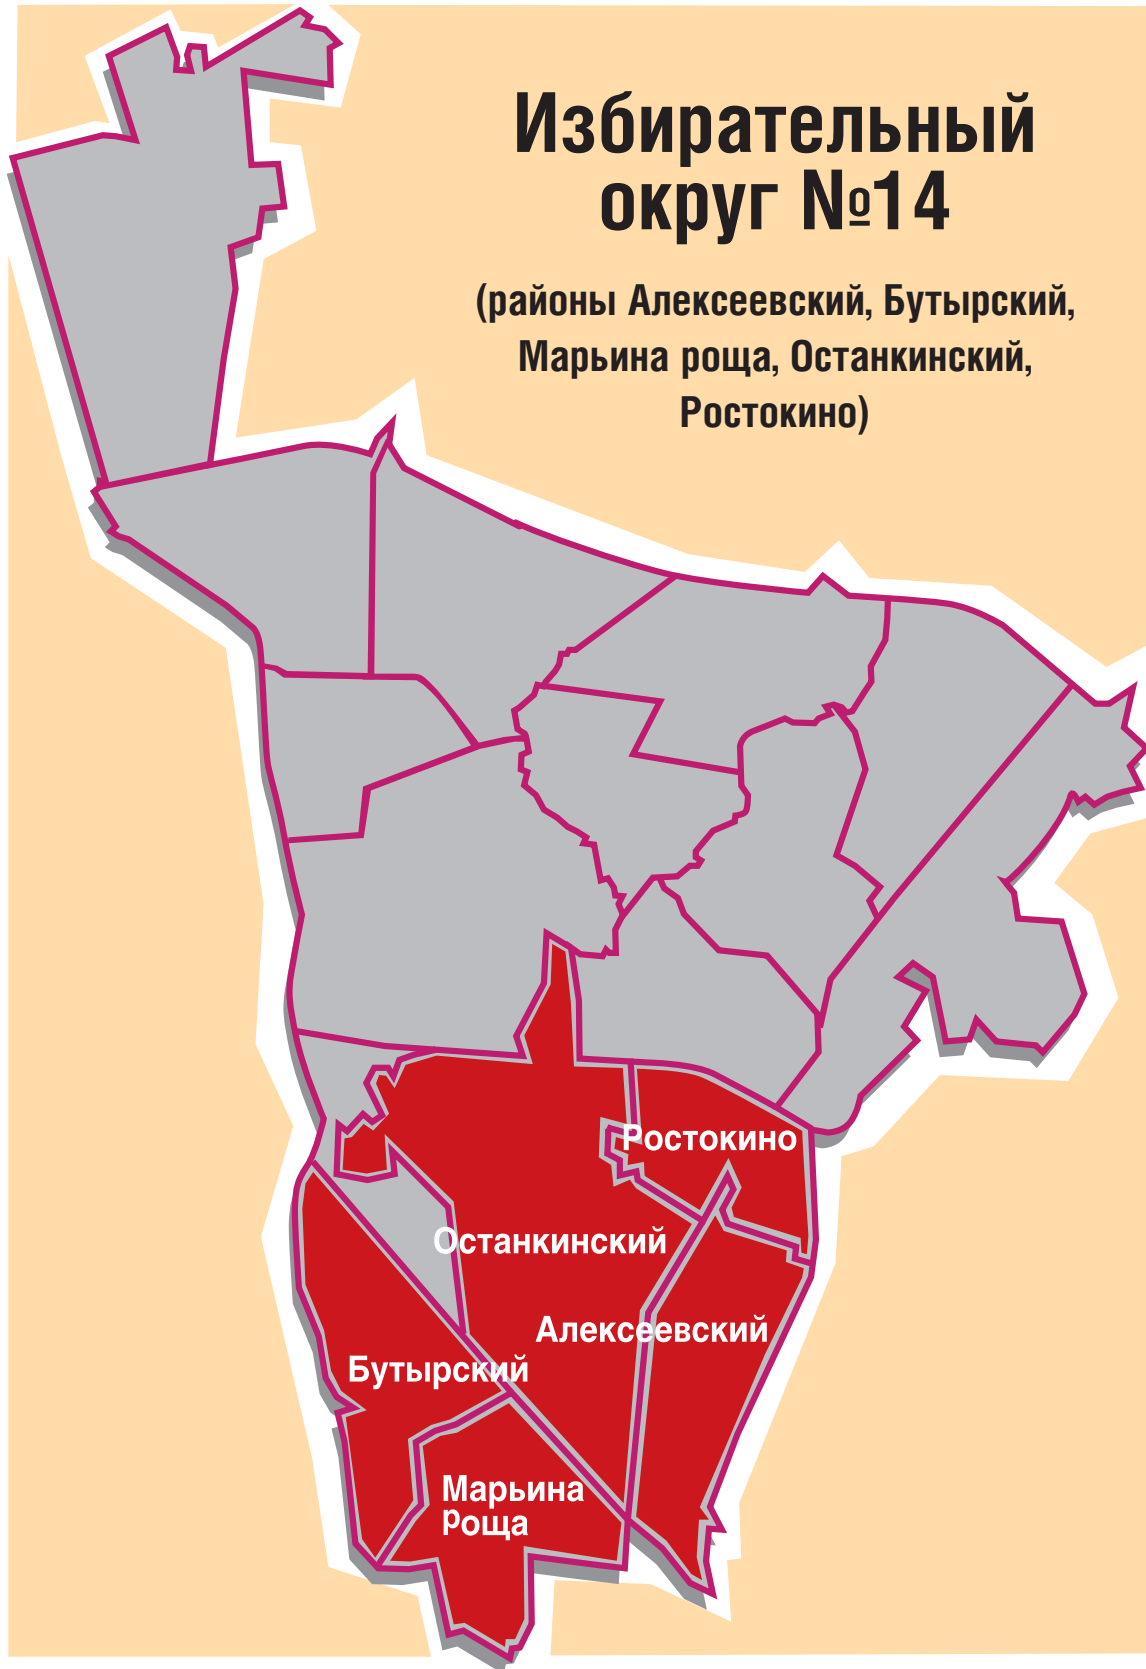 Избирательный
округ №14
(районы Алексеевский, Бутырский,
Марьина роща, Останкинский,
Ростокино)
Ростокино
Останкинский
Алексеевский
Бутырский
Марьина
роща